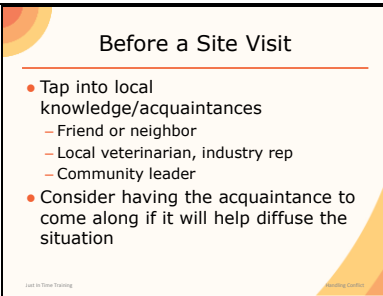 Before a Site Visit
• Tap into local
knowledge/acquaintances
– Friend or neighbor
– Local veterinarian, industry rep
– Community leader
• Consider having the acquaintance to
come along if it will help diffuse the
situation
Just In Time Training
Handling Conflict